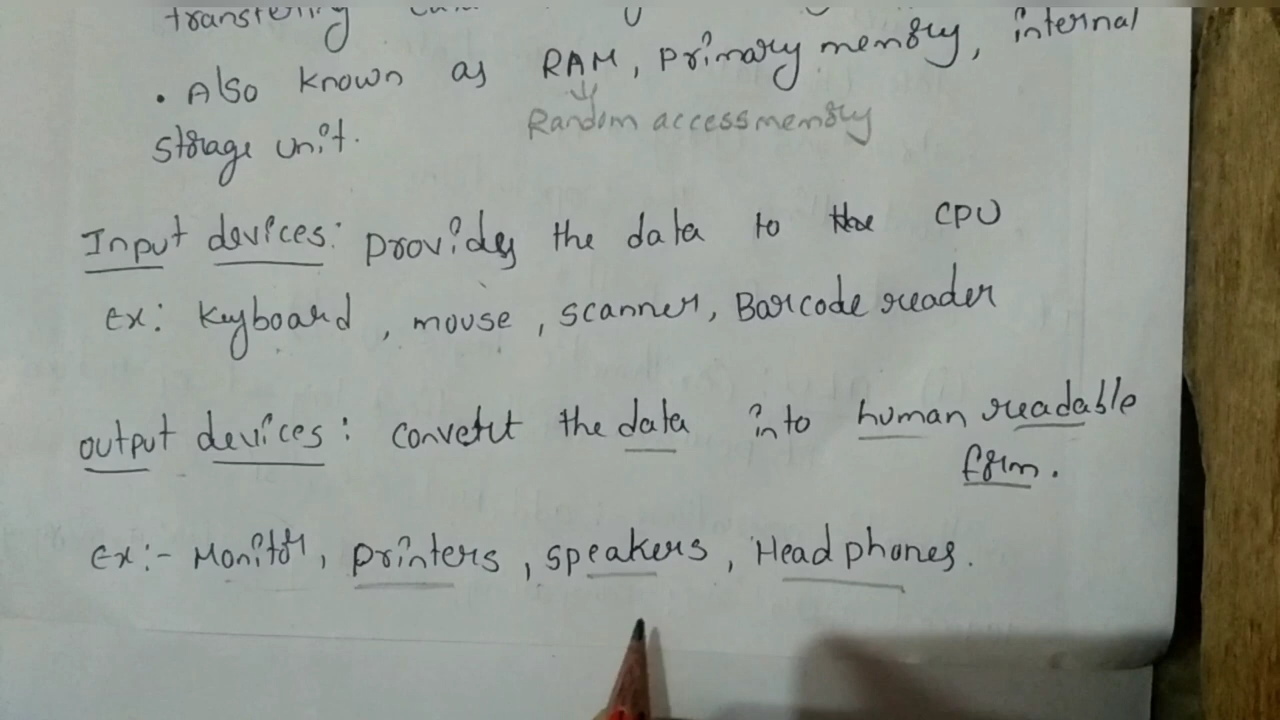 transferring
• Also known as RAM, primary memory, internal
Random access memory
storage unit.
Input devices: provides the data to the CPU
Ex: Keyboard, mouse, scanner, Barcode reader
output devices: convert the data into human readable
form.
Ex:- Monitor, printers, speakers, Headphones.